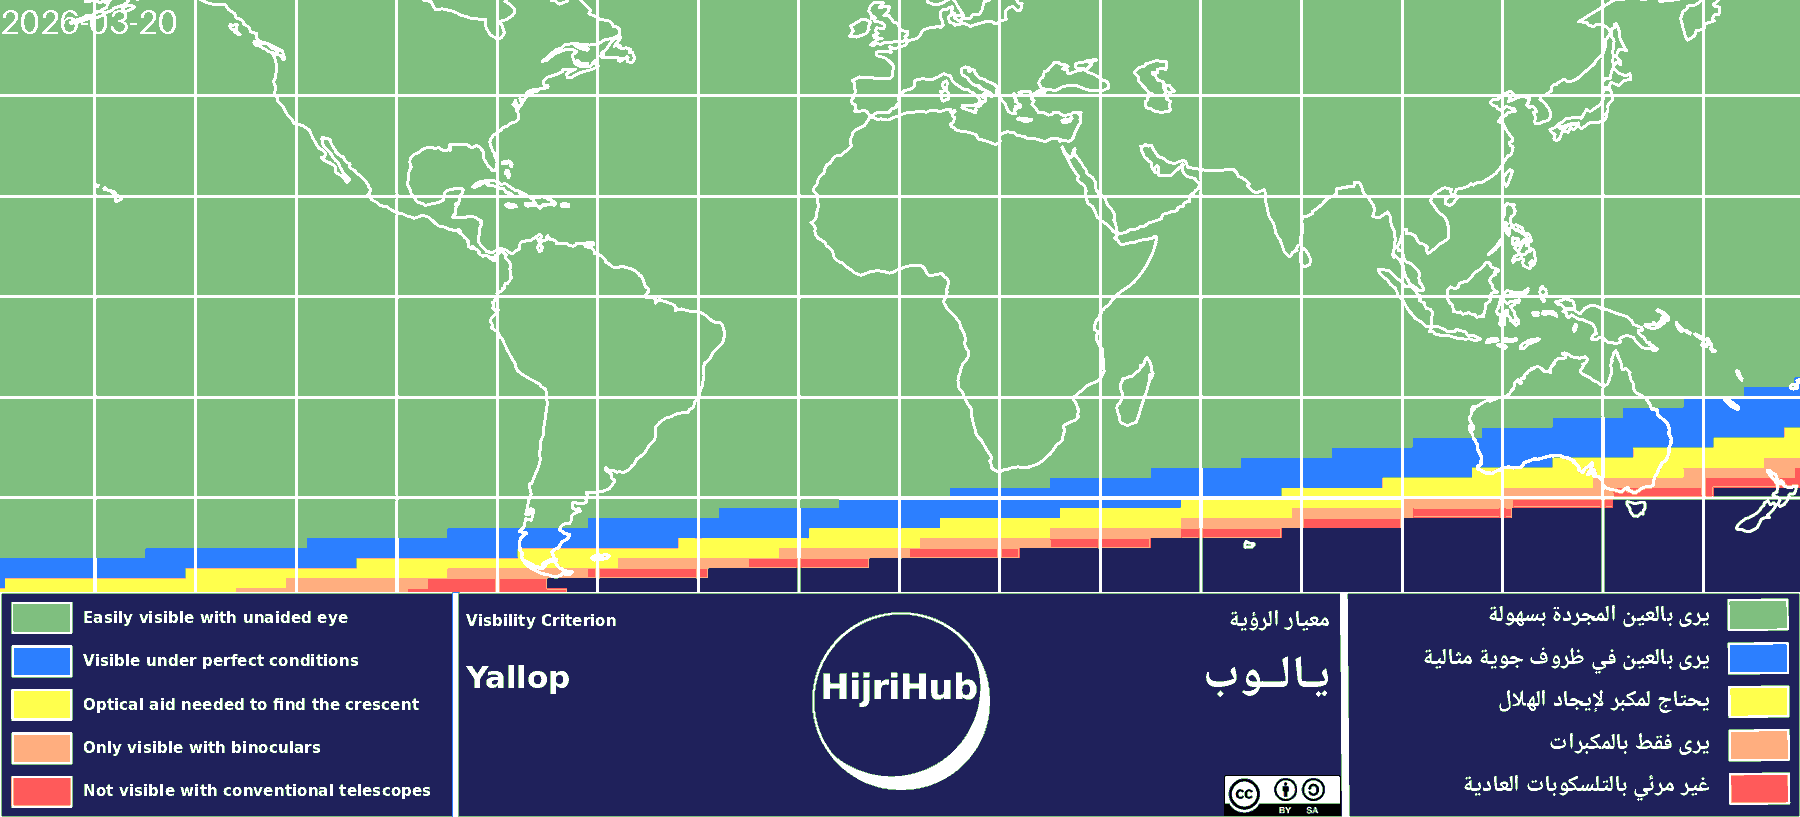 2026-03-20
Easily visible with unaided eye
Visible under perfect conditions
Optical aid needed to find the crescent
Only visible with binoculars
Not visible with conventional telescopes
Visbility Criterion
Yallop
HijriHub
معيار الرؤية
يـالـوب
cc
BY SA
يرى بالعين المجردة بسهولة
يرى بالعين في ظروف جوية مثالية
يحتاج لمكبر لإيجاد الهلال
يرى فقط بالمكبرات
غير مرئي بالتلسكوبات العادية